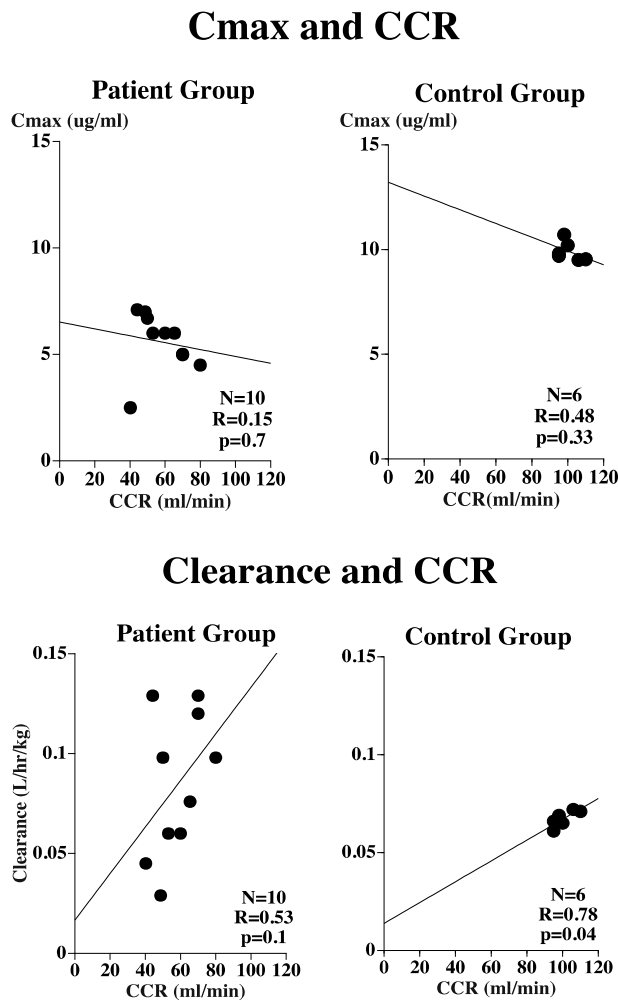 Cmax and CCR
Patient Group
Cmax (ug/ml)
15
10
5
0
0 20 40 60 80 100 120
CCR (ml/min)
N=10
R=0.15
p=0.7
Control Group
Cmax (ug/ml)
15
10
5
0
0 20 40 60 80 100 120
CCR(ml/min)
N=6
R=0.48
p=0.33
Clearance and CCR
Patient Group
Clearance (L/hr/kg)
0.15
0.1
0.05
0
0 20 40 60 80 100 120
CCR (ml/min)
N=10
R=0.53
p=0.1
Control Group
0.15
0.1
0.05
0
0 20 40 60 80 100 120
CCR (ml/min)
N=6
R=0.78
p=0.04